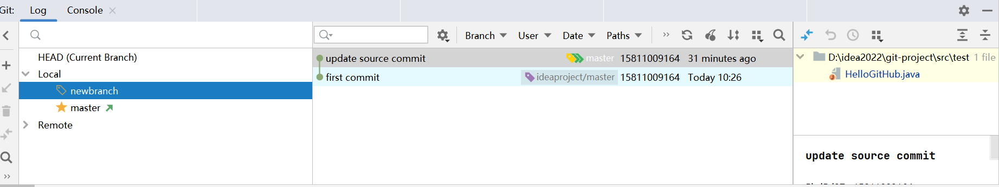 Git: Log Console
Branch User Date Paths
HEAD (Current Branch)
Local
newbranch
master
Remote
update source commit master 15811009164 31 minutes ago
first commit ideaproject/master 15811009164 Today 10:26
D:\idea2022\git-project\src\test 1 file
HelloGitHub.java
update source commit